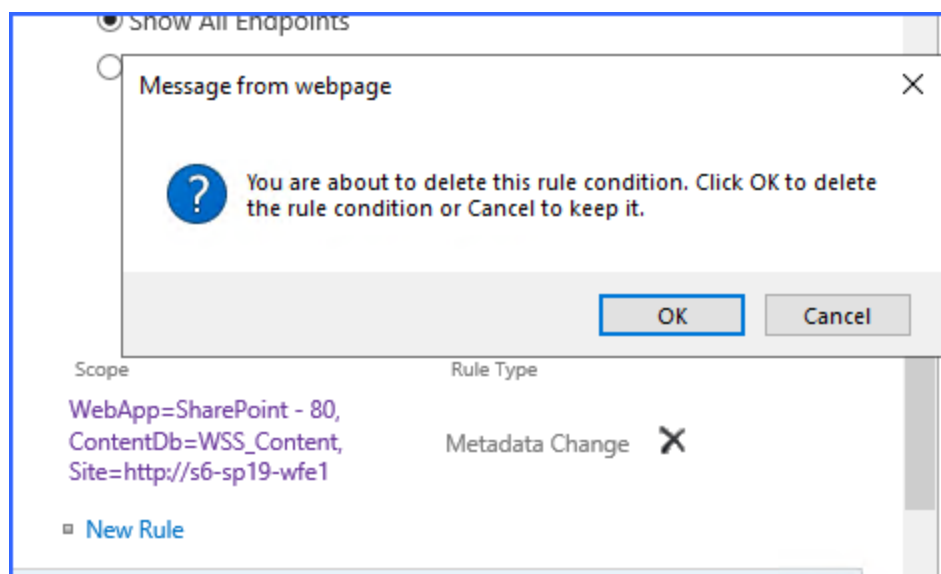 Show All Endpoints
Message from webpage
You are about to delete this rule condition. Click OK to delete
the rule condition or Cancel to keep it.
OK
Cancel
Scope
Rule Type
WebApp=SharePoint - 80,
ContentDb=WSS_Content,
Site=http://s6-sp19-wfe1
Metadata Change
New Rule